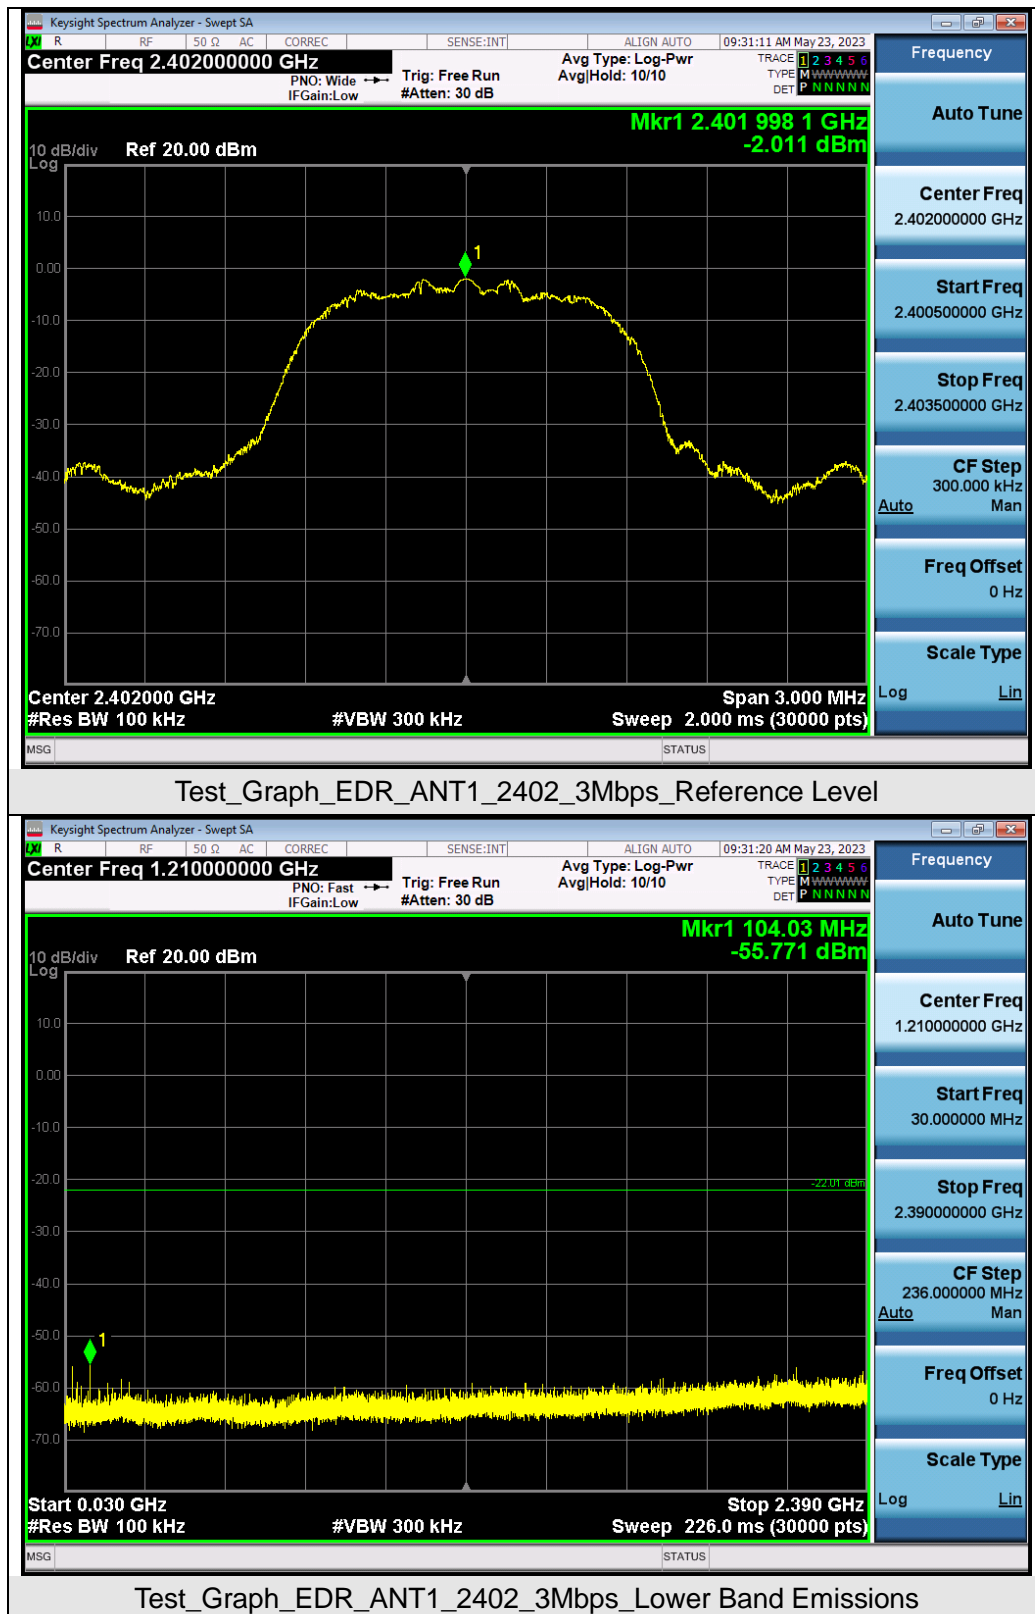 Keysight Spectrum Analyzer - Swept SA
LXI R RF 50 Ω AC CORREC SENSE:INT ALIGN AUTO 09:31:11 AM May 23, 2023
Center Freq 2.402000000 GHz
PNO: Wide
IFGain:Low
Trig: Free Run
#Atten: 30 dB
Avg Type: Log-Pwr
Avg|Hold: 10/10
TRACE 1 2 3 4 5 6
TYPE M WWWWW
DET P N N N N N
Frequency
Auto Tune
Center Freq
2.402000000 GHz
Start Freq
2.400500000 GHz
Stop Freq
2.403500000 GHz
CF Step
300.000 kHz
Auto Man
Freq Offset
0 Hz
Scale Type
Log Lin
Mkr1 2.401 998 1 GHz
-2.011 dBm
10 dB/div Ref 20.00 dBm
Log
10.0
1
0.00
-10.0
-20.0
-30.0
-40.0
-50.0
-60.0
-70.0
Center 2.402000 GHz Span 3.000 MHz
#Res BW 100 kHz #VBW 300 kHz Sweep 2.000 ms (30000 pts)
MSG STATUS
Test_Graph_EDR_ANT1_2402_3Mbps_Reference Level
Keysight Spectrum Analyzer - Swept SA
LXI R RF 50 Ω AC CORREC SENSE:INT ALIGN AUTO 09:31:20 AM May 23, 2023
Center Freq 1.210000000 GHz
PNO: Fast
IFGain:Low
Trig: Free Run
#Atten: 30 dB
Avg Type: Log-Pwr
Avg|Hold: 10/10
TRACE 1 2 3 4 5 6
TYPE M WWWWW
DET P N N N N N
Frequency
Auto Tune
Center Freq
1.210000000 GHz
Start Freq
30.000000 MHz
Stop Freq
2.390000000 GHz
CF Step
236.000000 MHz
Auto Man
Freq Offset
0 Hz
Scale Type
Log Lin
Mkr1 104.03 MHz
-55.771 dBm
10 dB/div Ref 20.00 dBm
Log
10.0
0.00
-10.0
-20.0
-22.01 dBm
-30.0
-40.0
-50.0
1
-60.0
-70.0
Start 0.030 GHz Stop 2.390 GHz
#Res BW 100 kHz #VBW 300 kHz Sweep 226.0 ms (30000 pts)
MSG STATUS
Test_Graph_EDR_ANT1_2402_3Mbps_Lower Band Emissions